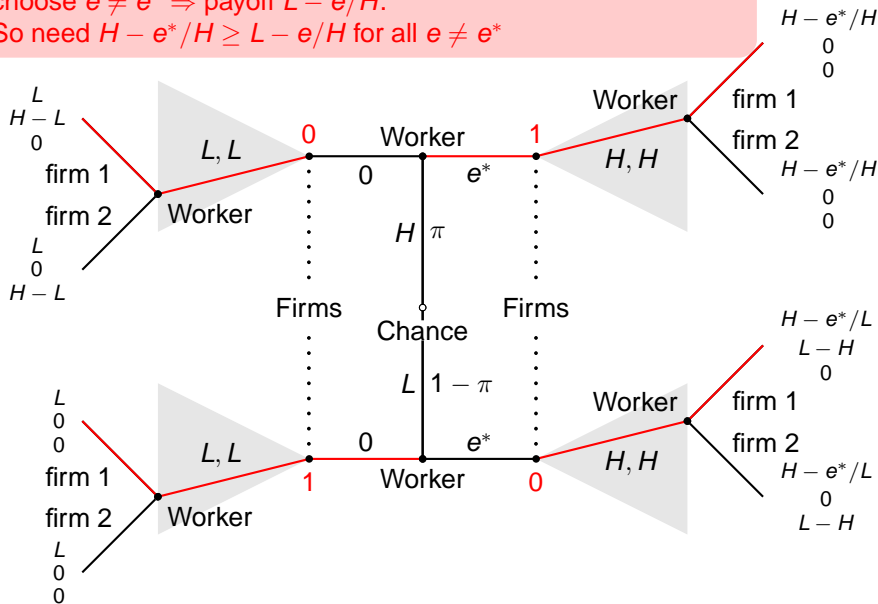 choose e ≠ e* ⇒ payoff L − e/H.
So need H − e*/H ≥ L − e/H for all e ≠ e*
H − e*/H
0
0
L
H − L
0
Worker
firm 1
0
Worker
1
L, L
firm 2
H, H
0
e*
firm 1
H − e*/H
0
0
firm 2
Worker
H π
L
0
H − L
Firms
Firms
Chance
H − e*/L
L − H
0
L 1 − π
L
0
0
Worker
firm 1
0
e*
firm 2
L, L
H, H
firm 1
1
Worker
0
H − e*/L
0
L − H
firm 2
Worker
L
0
0